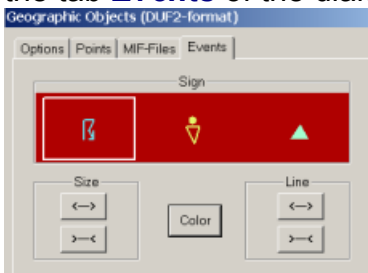 the tab Events of the dial
Geographic Objects (DUF2-format)
Options Points MIF-Files Events
Sign
Size Line
<--> Color <-->
>--< >--<